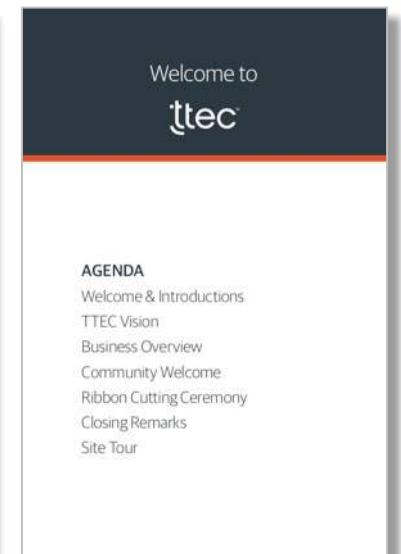 Welcome to
ttec
AGENDA
Welcome & Introductions
TTEC Vision
Business Overview
Community Welcome
Ribbon Cutting Ceremony
Closing Remarks
Site Tour